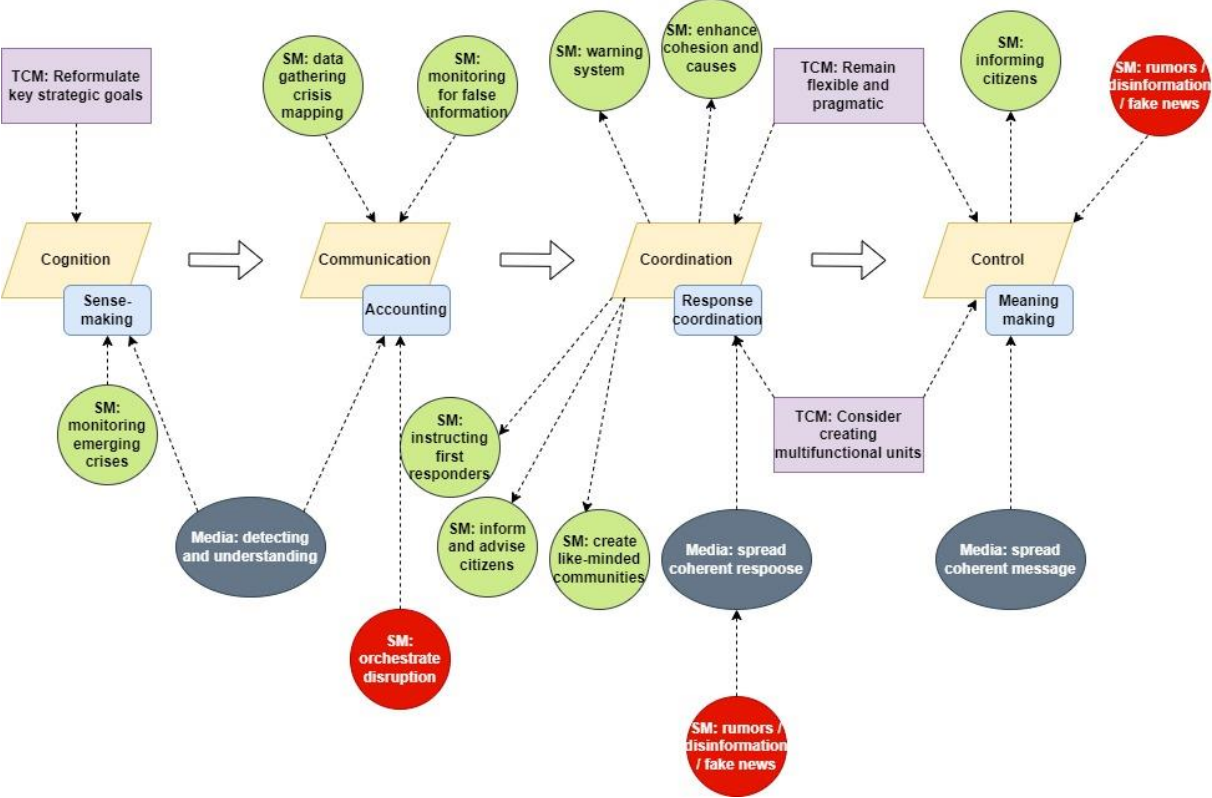 TCM: Reformulate
key strategic goals
SM: data
gathering
crisis
mapping
SM:
monitoring
for false
information
SM: warning
system
SM: enhance
cohesion and
causes
TCM: Remain
flexible and
pragmatic
SM:
informing
citizens
SM: rumors /
disinformation
/ fake news
Cognition
Sense-
making
Communication
Accounting
Coordination
Response
coordination
Control
Meaning
making
SM:
monitoring
emerging
crises
SM:
instructing
first
responders
TCM: Consider
creating
multifunctional
units
Media: detecting
and understanding
SM: inform
and advise
citizens
SM: create
like-minded
communities
Media: spread
coherent respoose
Media: spread
coherent message
SM:
orchestrate
disruption
SM: rumors /
disinformation
/ fake news